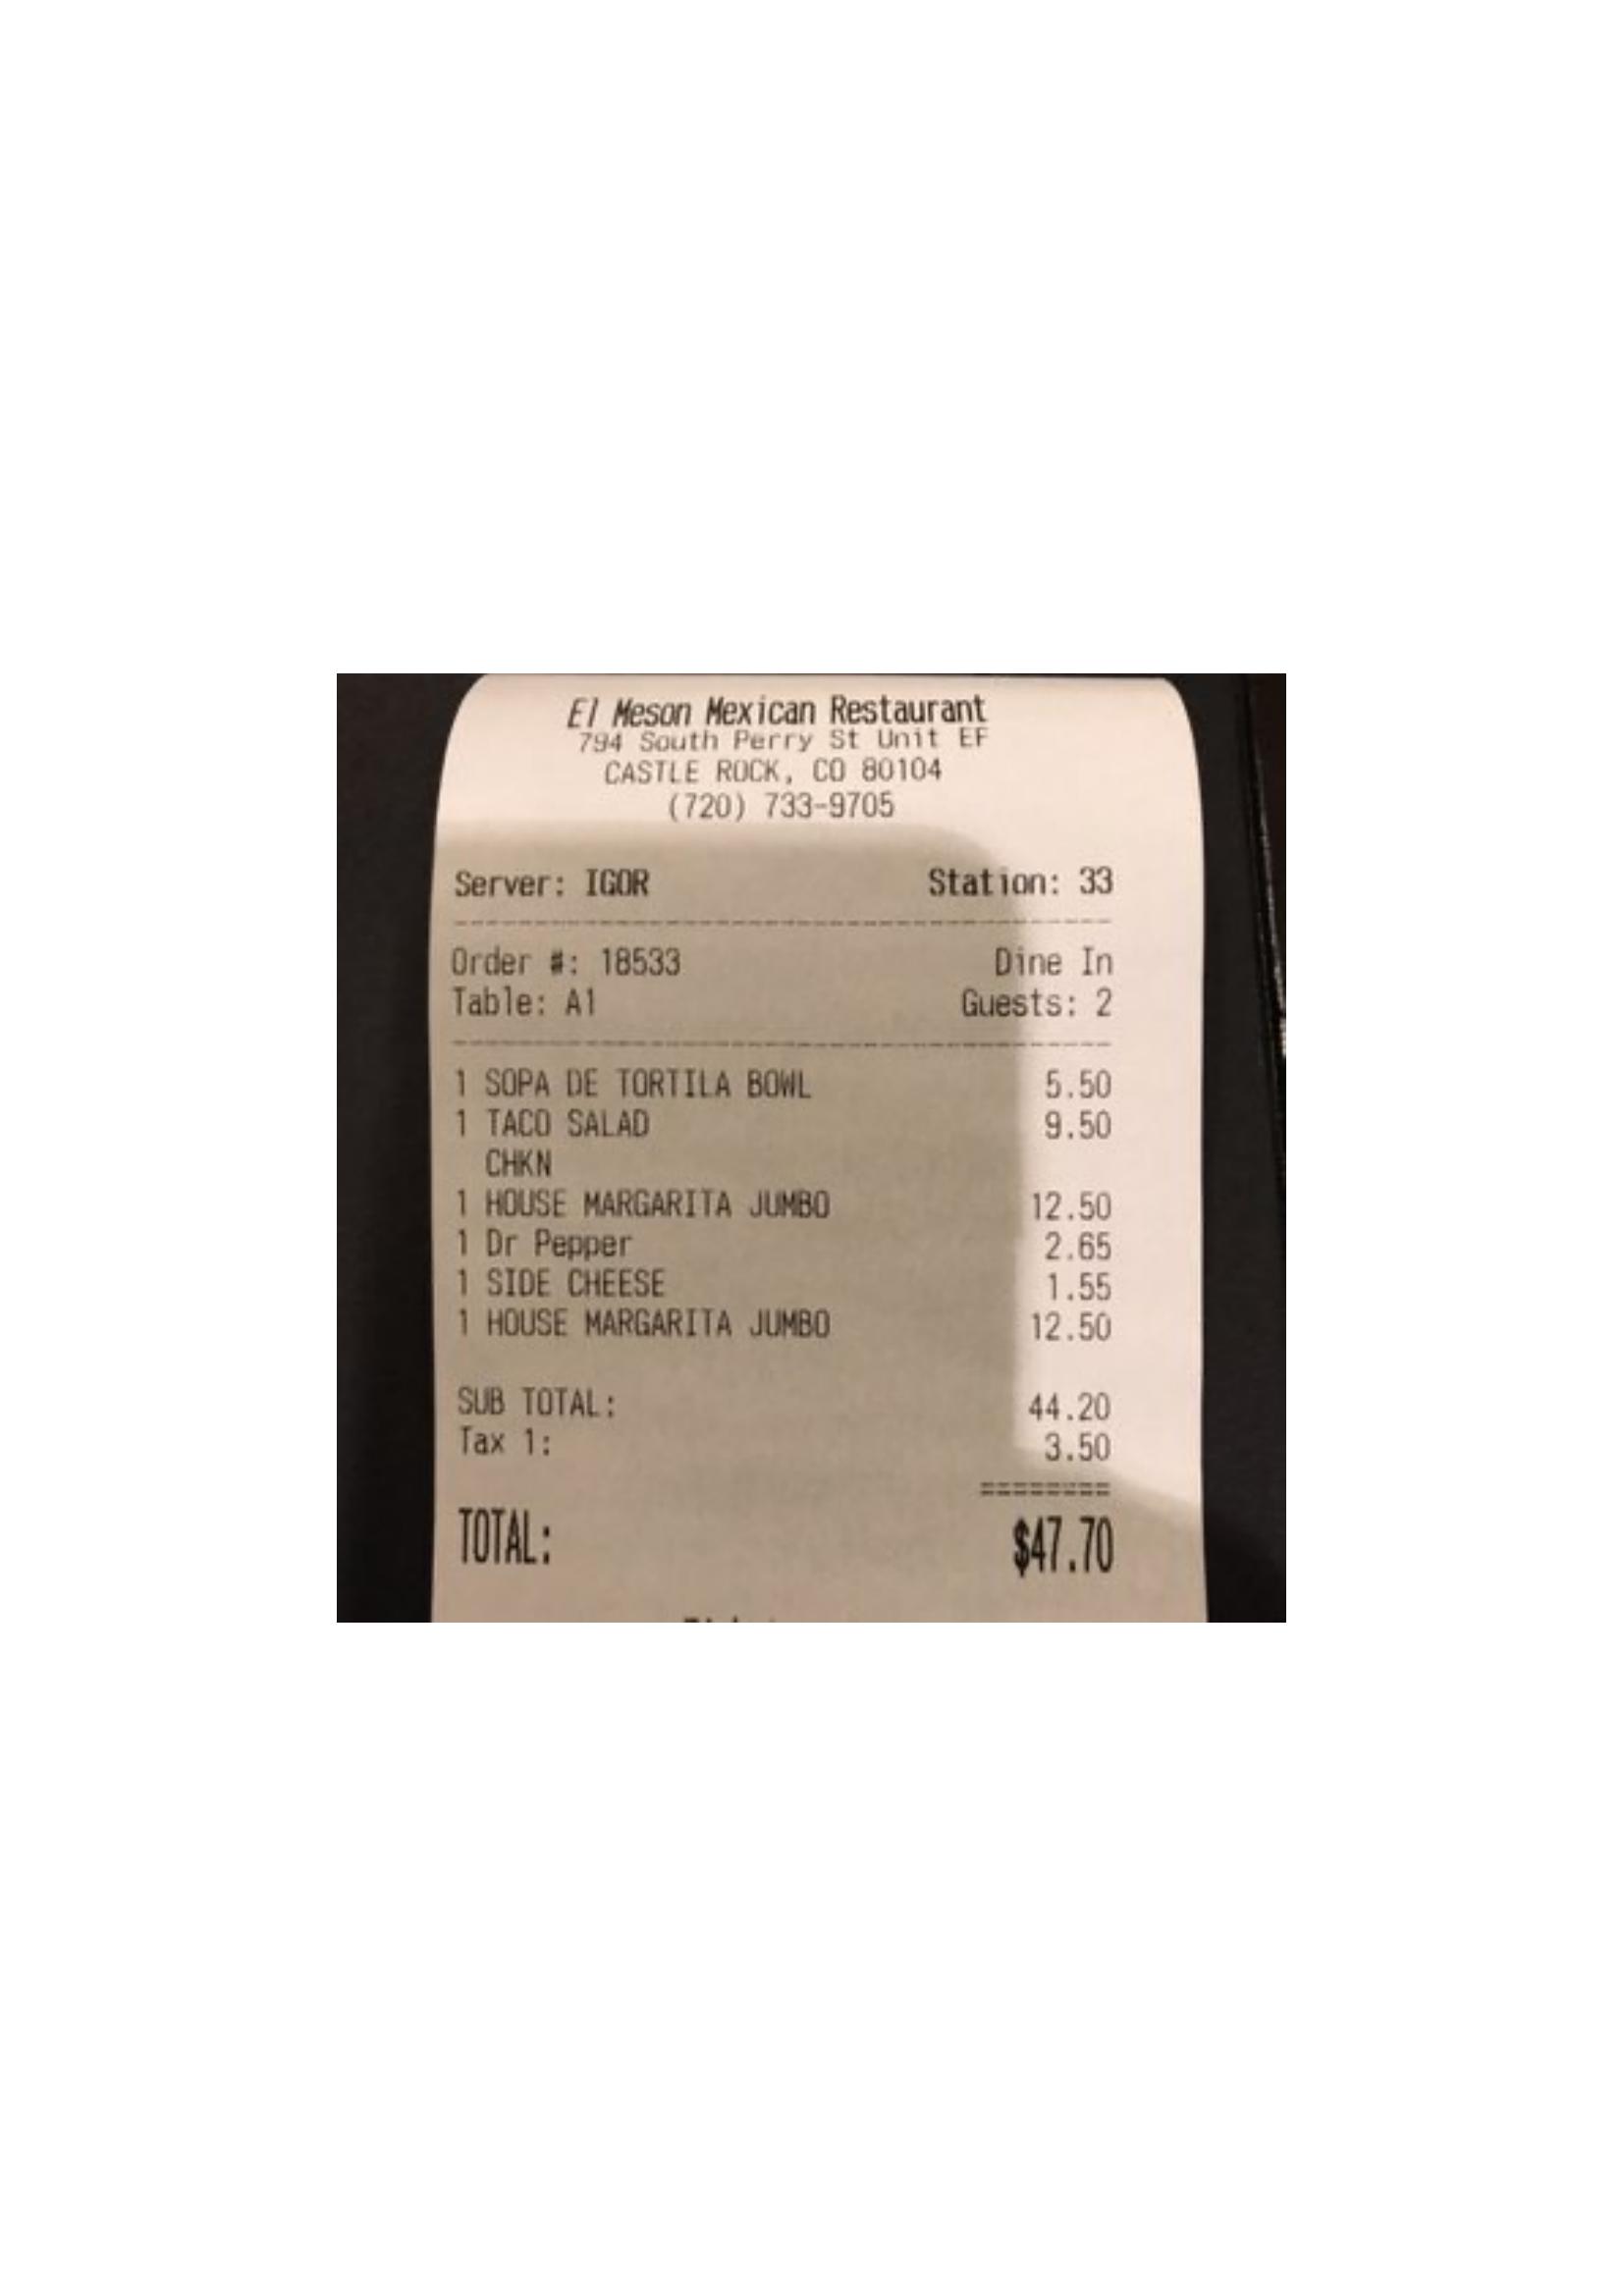 El Meson Mexican Restaurant
794 South Perry St Unit EF
CASTLE ROCK, CO 80104
(720) 733-9705
Server: IGOR Station: 33
Order #: 18533 Dine In
Table: A1 Guests: 2
1 SOPA DE TORTILA BOWL 5.50
1 TACO SALAD 9.50
CHKN
1 HOUSE MARGARITA JUMBO 12.50
1 Dr Pepper 2.65
1 SIDE CHEESE 1.55
1 HOUSE MARGARITA JUMBO 12.50
SUB TOTAL: 44.20
Tax 1: 3.50
========
TOTAL: $47.70